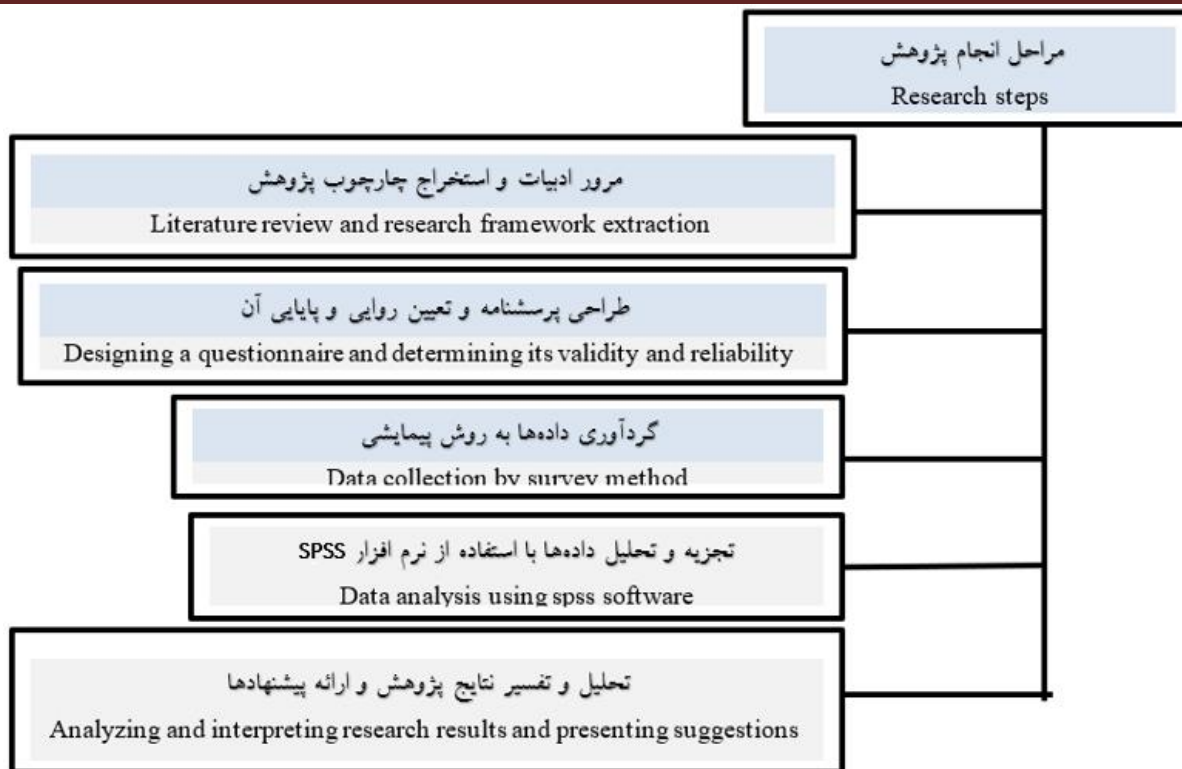 مراحل انجام پژوهش
Research steps
مرور ادبیات و استخراج چارچوب پژوهش
Literature review and research framework extraction
طراحی پرسشنامه و تعیین روایی و پایایی آن
Designing a questionnaire and determining its validity and reliability
گردآوری داده‌ها به روش پیمایشی
Data collection by survey method
تجزیه و تحلیل داده‌ها با استفاده از نرم افزار SPSS
Data analysis using spss software
تحلیل و تفسیر نتایج پژوهش و ارائه پیشنهادها
Analyzing and interpreting research results and presenting suggestions